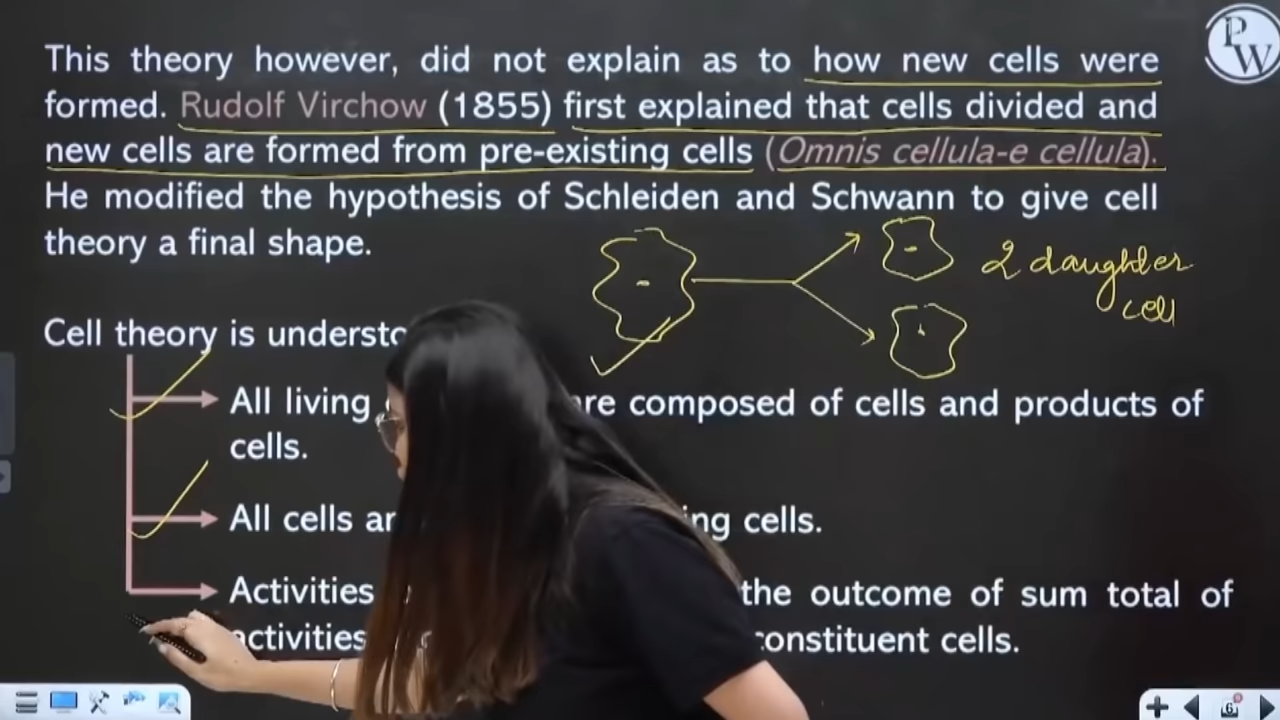 This theory however, did not explain as to how new cells were
formed. Rudolf Virchow (1855) first explained that cells divided and
new cells are formed from pre-existing cells (Omnis cellula-e cellula).
He modified the hypothesis of Schleiden and Schwann to give cell
theory a final shape.
2 daughter
cell
Cell theory is understo
All living are composed of cells and products of
cells.
All cells ar ing cells.
Activities the outcome of sum total of
activities constituent cells.
PW
6